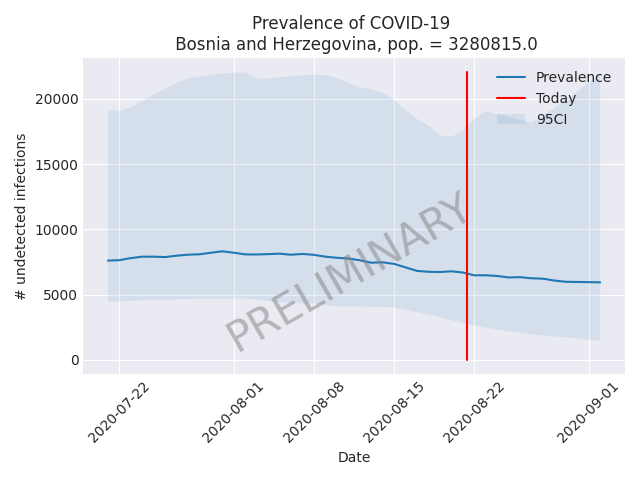 Prevalence of COVID-19
Bosnia and Herzegovina, pop. = 3280815.0
Prevalence
Today
95CI
20000
15000
10000
5000
0
# undetected infections
PRELIMINARY
2020-07-22
2020-08-01
2020-08-08
2020-08-15
2020-08-22
2020-09-01
Date